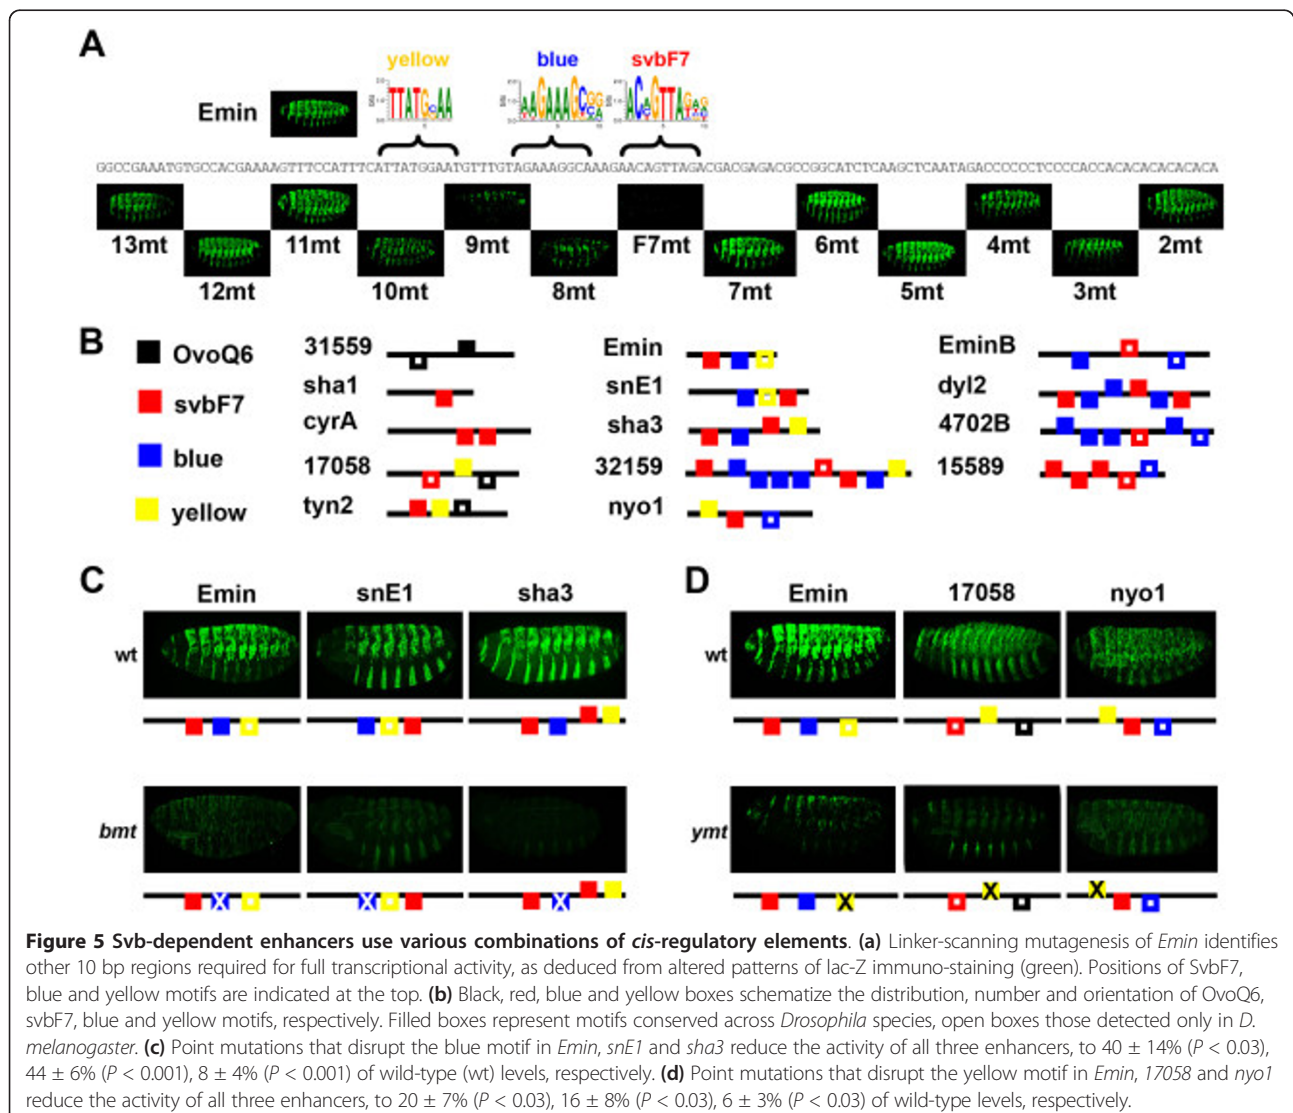 A
yellow blue svbF7
Emin
GGCCGAAATGTGCCACGAAAAGTTTCCATTTCATTATGGAATGTTTGTAGAAAGGCAAAGAACAGTTAGACGACGAGACGCCGGCATCTCAAGCTCAATAGACCCCCCTCCCCACCACACACACACACA
13mt 11mt 9mt F7mt 6mt 4mt 2mt
12mt 10mt 8mt 7mt 5mt 3mt
B
OvoQ6
svbF7
blue
yellow
31559
sha1
cyrA
17058
tyn2
Emin
snE1
sha3
32159
nyo1
EminB
dyl2
4702B
15589
C
Emin snE1 sha3
wt
bmt
X X X
D
Emin 17058 nyo1
wt
ymt
X X X
Figure 5 Svb-dependent enhancers use various combinations of cis-regulatory elements. (a) Linker-scanning mutagenesis of Emin identifies
other 10 bp regions required for full transcriptional activity, as deduced from altered patterns of lac-Z immuno-staining (green). Positions of SvbF7,
blue and yellow motifs are indicated at the top. (b) Black, red, blue and yellow boxes schematize the distribution, number and orientation of OvoQ6,
svbF7, blue and yellow motifs, respectively. Filled boxes represent motifs conserved across Drosophila species, open boxes those detected only in D.
melanogaster. (c) Point mutations that disrupt the blue motif in Emin, snE1 and sha3 reduce the activity of all three enhancers, to 40 ± 14% (P < 0.03),
44 ± 6% (P < 0.001), 8 ± 4% (P < 0.001) of wild-type (wt) levels, respectively. (d) Point mutations that disrupt the yellow motif in Emin, 17058 and nyo1
reduce the activity of all three enhancers, to 20 ± 7% (P < 0.03), 16 ± 8% (P < 0.03), 6 ± 3% (P < 0.03) of wild-type levels, respectively.